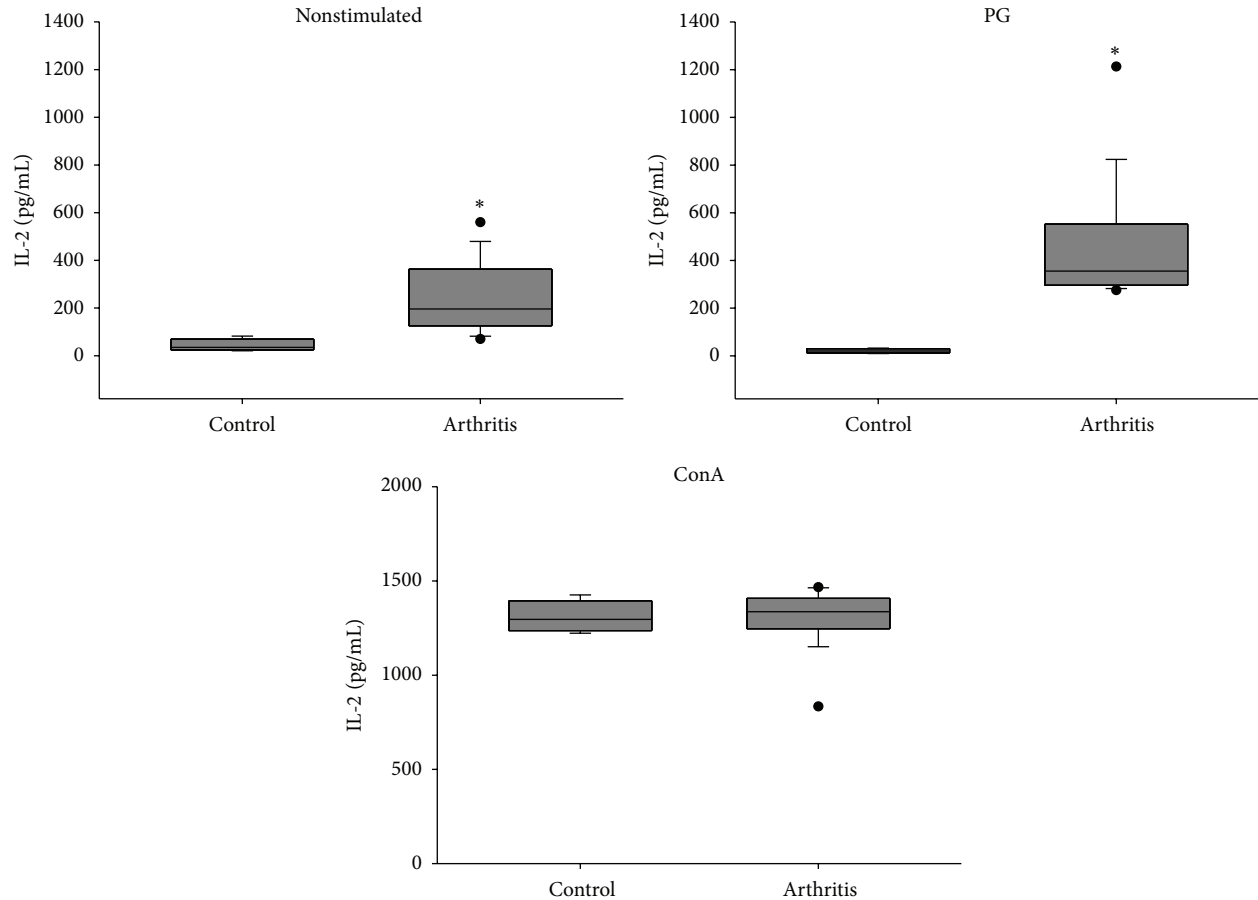 Nonstimulated
1400
1200
1000
800
600
400
200
0
IL-2 (pg/mL)
*
Control
Arthritis
PG
1400
1200
1000
800
600
400
200
0
IL-2 (pg/mL)
*
Control
Arthritis
ConA
2000
1500
1000
500
0
IL-2 (pg/mL)
Control
Arthritis